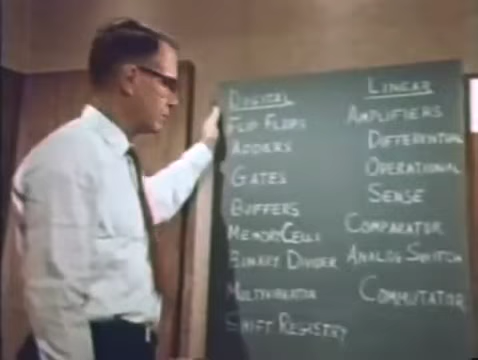 DIGITAL
FLIP FLOPS
ADDERS
GATES
BUFFERS
MEMORY CELLS
BINARY DIVIDER
MULTIVIBRATOR
SHIFT REGISTRY
LINEAR
AMPLIFIERS
DIFFERENTIAL
OPERATIONAL
SENSE
COMPARATOR
ANALOG SWITCH
COMMUTATOR